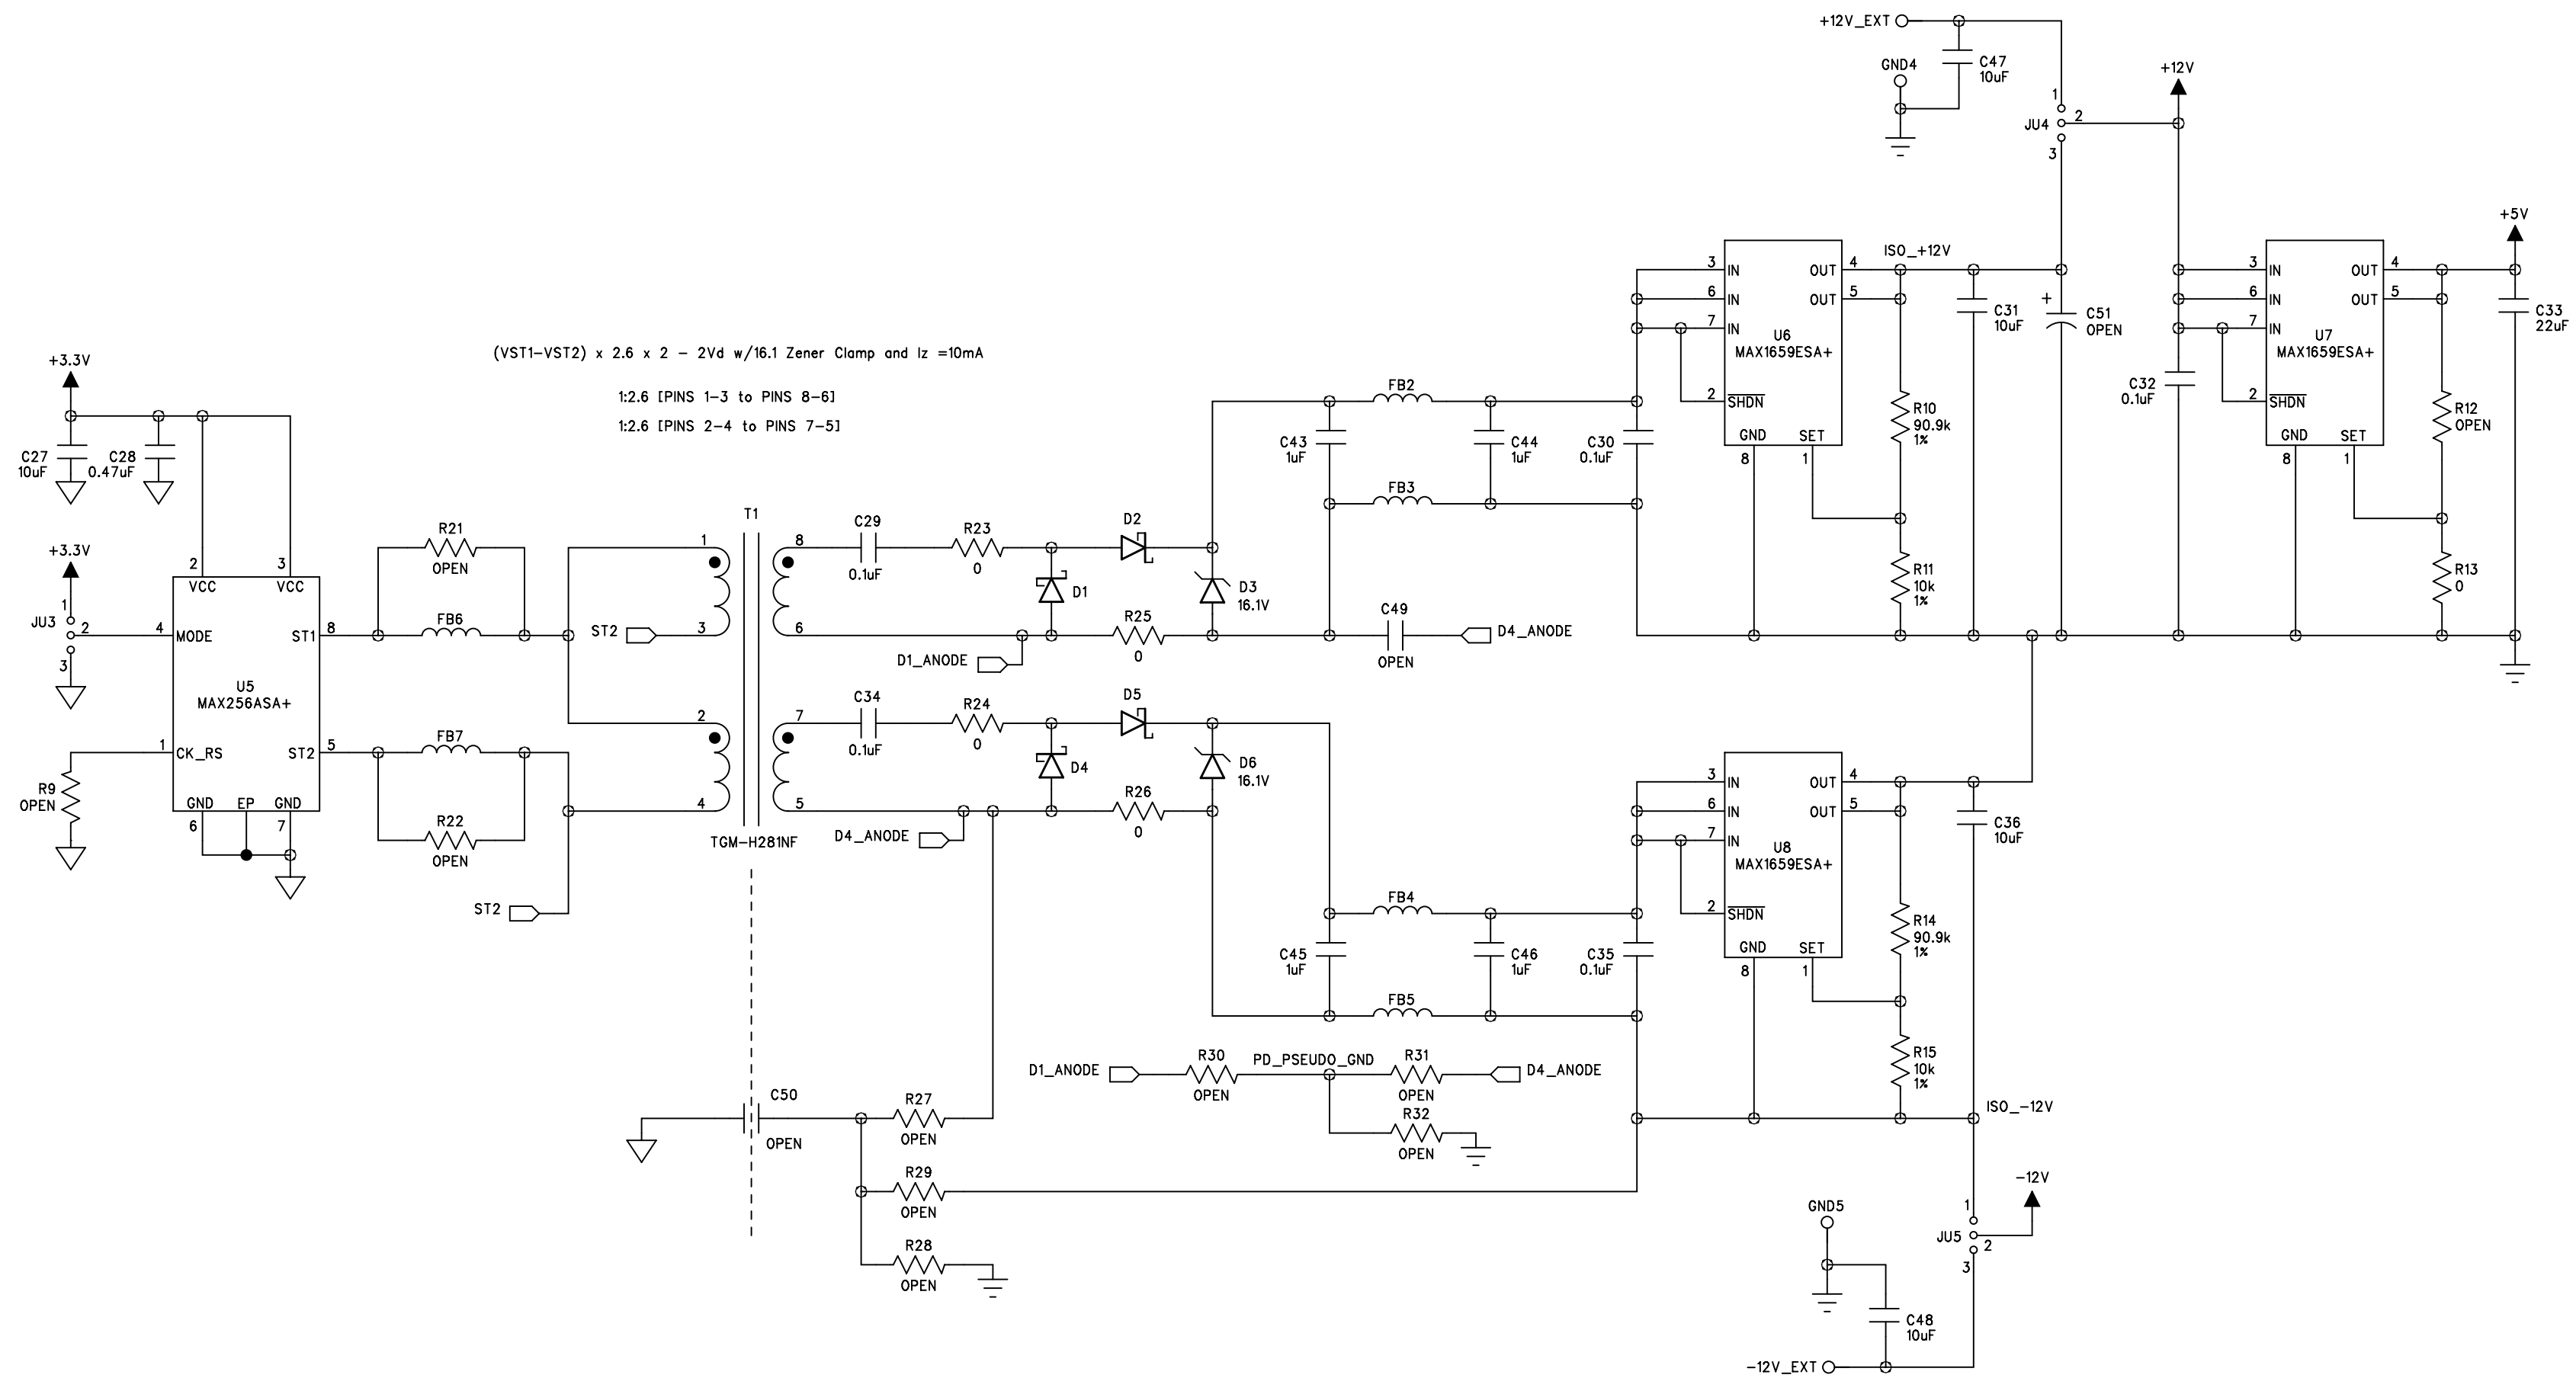 +12V_EXT
C47
10uF
GND4
1
JU4
2
3
+12V
+5V
ISO_+12V
3
IN
OUT
4
6
IN
OUT
5
7
IN
U6
MAX1659ESA+
2
SHDN
GND
SET
8
1
C31
10uF
+
C51
OPEN
R10
90.9k
1%
R11
10k
1%
3
IN
OUT
4
6
IN
OUT
5
7
IN
U7
MAX1659ESA+
2
SHDN
GND
SET
8
1
C32
0.1uF
C33
22uF
R12
OPEN
R13
0
(VST1-VST2) x 2.6 x 2 - 2Vd w/16.1 Zener Clamp and Iz =10mA
1:2.6 [PINS 1-3 to PINS 8-6]
1:2.6 [PINS 2-4 to PINS 7-5]
+3.3V
C27
10uF
C28
0.47uF
+3.3V
1
JU3
2
3
2
3
VCC
VCC
4
MODE
ST1
8
U5
MAX256ASA+
1
CK_RS
ST2
5
GND
EP
GND
6
7
R9
OPEN
R21
OPEN
FB6
FB7
R22
OPEN
ST2
ST2
T1
1
8
3
6
2
7
4
5
TGM-H281NF
C29
0.1uF
R23
0
D1
D2
D3
16.1V
R25
0
D1_ANODE
C49
OPEN
D4_ANODE
FB2
C43
1uF
C44
1uF
C30
0.1uF
FB3
C34
0.1uF
R24
0
D4
D5
D6
16.1V
R26
0
D4_ANODE
FB4
C45
1uF
C46
1uF
C35
0.1uF
FB5
3
IN
OUT
4
6
IN
OUT
5
7
IN
U8
MAX1659ESA+
2
SHDN
GND
SET
8
1
C36
10uF
R14
90.9k
1%
R15
10k
1%
ISO_-12V
D1_ANODE
R30
OPEN
PD_PSEUDO_GND
R31
OPEN
D4_ANODE
R32
OPEN
C50
OPEN
R27
OPEN
R29
OPEN
R28
OPEN
-12V
1
JU5
2
3
GND5
C48
10uF
-12V_EXT